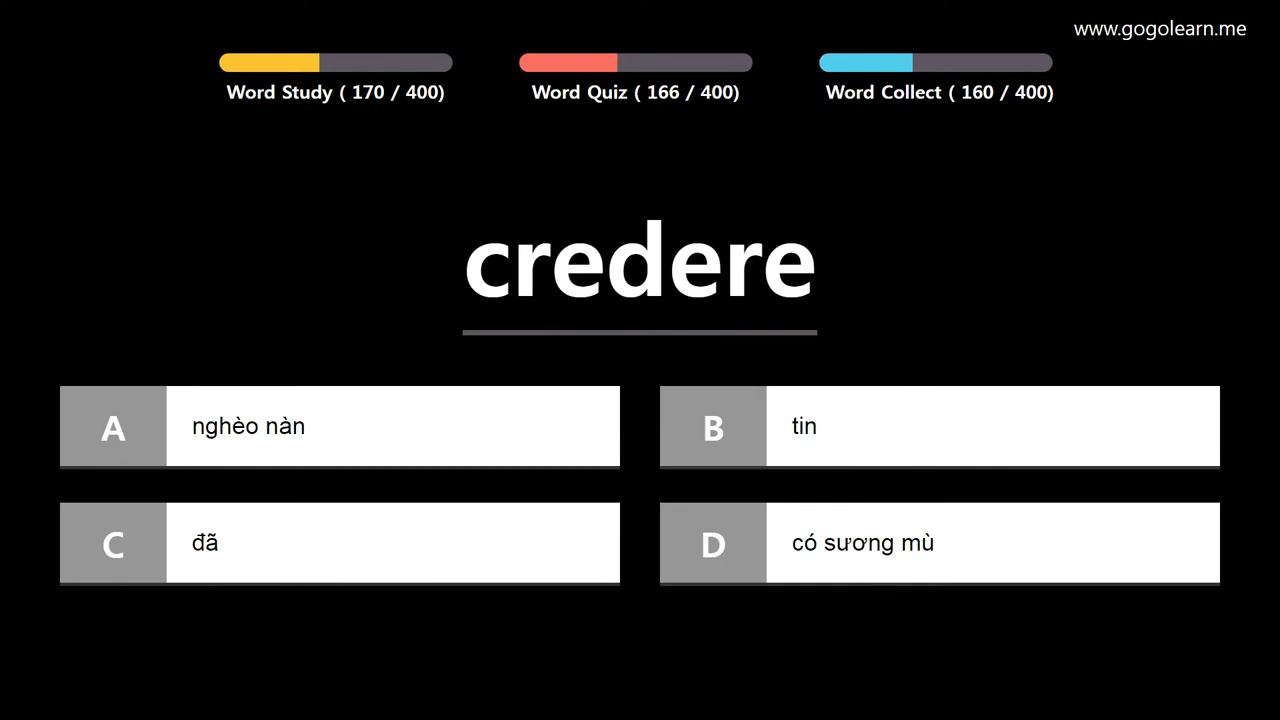 www.gogolearn.me
Word Study ( 170 / 400)
Word Quiz ( 166 / 400)
Word Collect ( 160 / 400)
credere
A nghèo nàn
B tin
C đã
D có sương mù